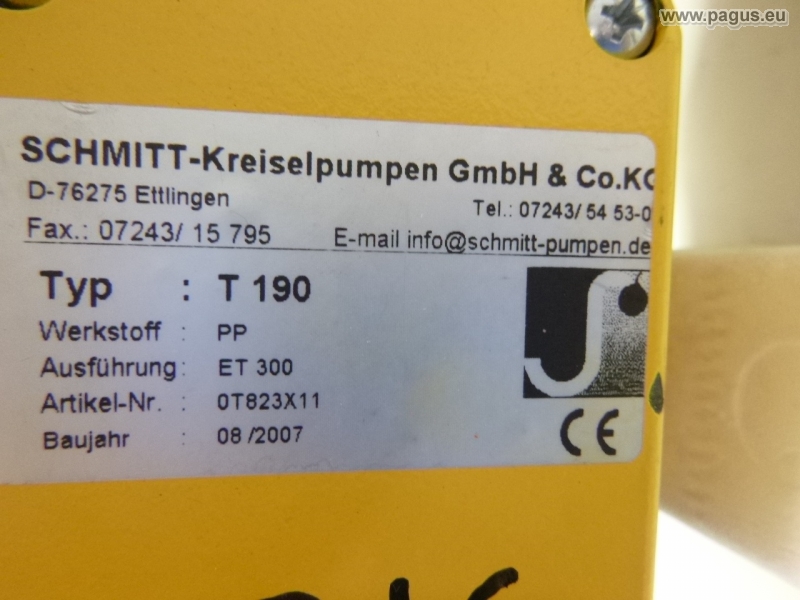 www.pagus.eu
SCHMITT-Kreiselpumpen GmbH & Co.KG
D-76275 Ettlingen
Tel.: 07243/ 54 53-0
Fax.: 07243/ 15 795
E-mail info@schmitt-pumpen.de
Typ : T 190
Werkstoff : PP
Ausführung: ET 300
Artikel-Nr. : 0T823X11
Baujahr : 08/2007
CE